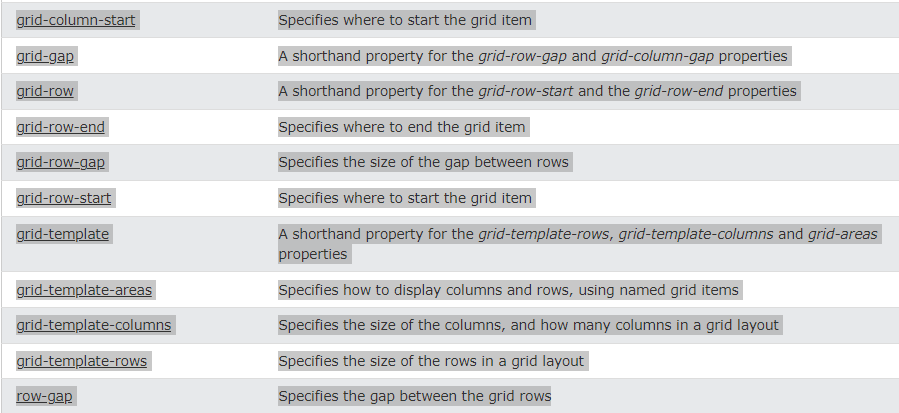 grid-column-start Specifies where to start the grid item
grid-gap A shorthand property for the grid-row-gap and grid-column-gap properties
grid-row A shorthand property for the grid-row-start and the grid-row-end properties
grid-row-end Specifies where to end the grid item
grid-row-gap Specifies the size of the gap between rows
grid-row-start Specifies where to start the grid item
grid-template A shorthand property for the grid-template-rows, grid-template-columns and grid-areas
properties
grid-template-areas Specifies how to display columns and rows, using named grid items
grid-template-columns Specifies the size of the columns, and how many columns in a grid layout
grid-template-rows Specifies the size of the rows in a grid layout
row-gap Specifies the gap between the grid rows